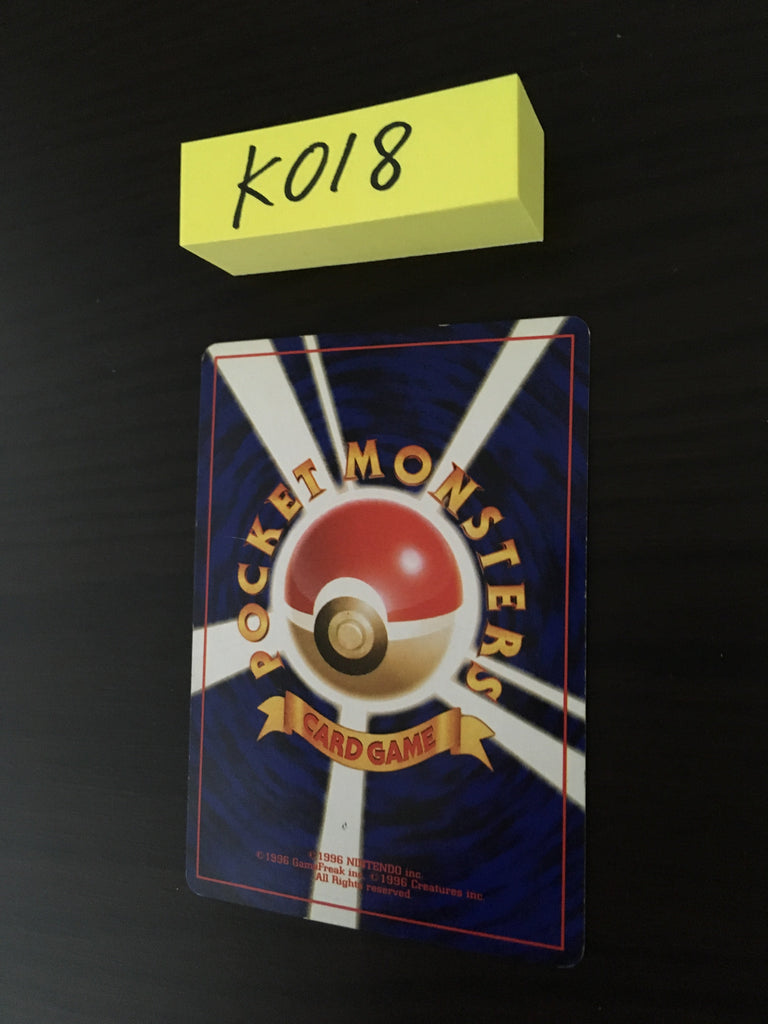 K018
POCKET MONSTERS
CARD GAME
©1996 NINTENDO inc.
©1996 GameFreak inc. ©1996 Creatures inc.
All Rights reserved.